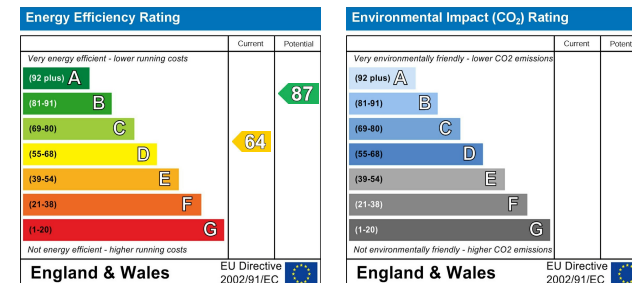 Energy Efficiency Rating
Current Potential
Very energy efficient - lower running costs
(92 plus) A
(81-91) B
87
(69-80) C
64
(55-68) D
(39-54) E
(21-38) F
(1-20) G
Not energy efficient - higher running costs
England & Wales
EU Directive
2002/91/EC
Environmental Impact (CO2) Rating
Current Potent
Very environmentally friendly - lower CO2 emissions
(92 plus) A
(81-91) B
(69-80) C
(55-68) D
(39-54) E
(21-38) F
(1-20) G
Not environmentally friendly - higher CO2 emissions
England & Wales
EU Directive
2002/91/EC